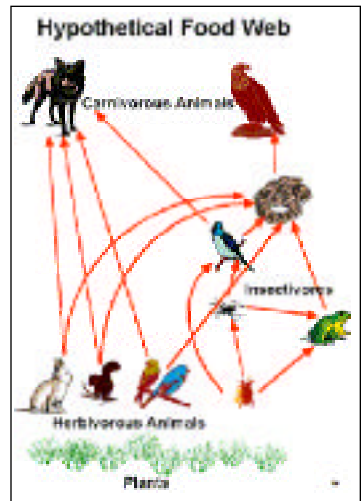 Hypothetical Food Web
Carnivorous Animals
Insectivores
Herbivorous Animals
Plants